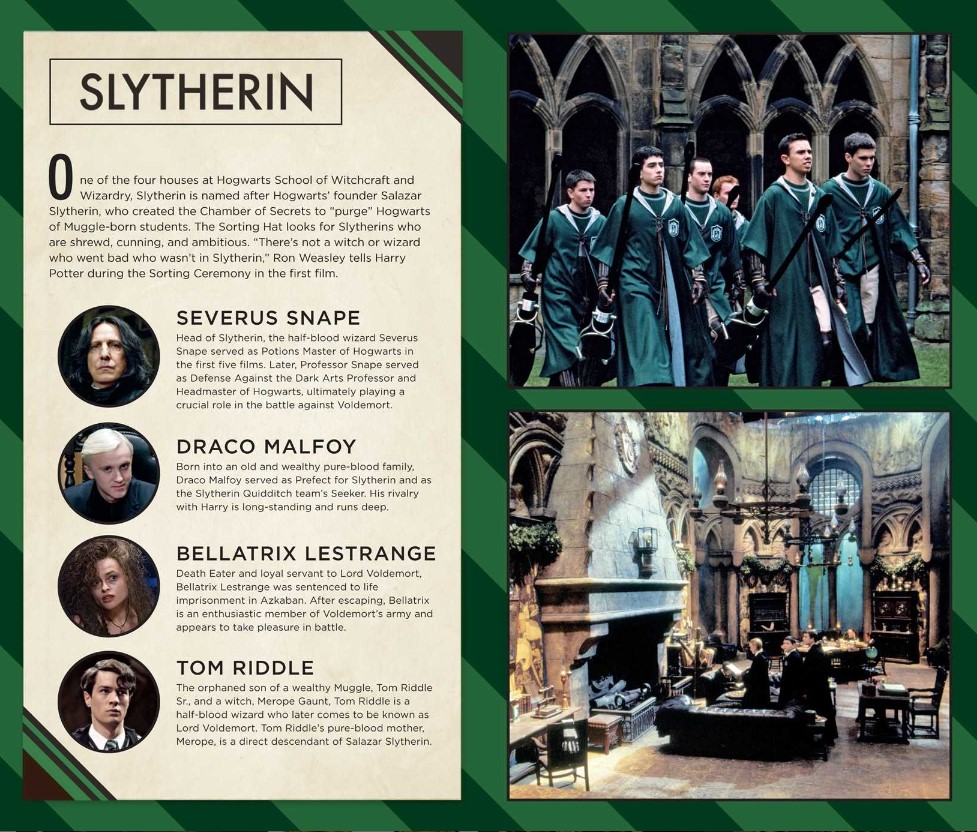 SLYTHERIN
One of the four houses at Hogwarts School of Witchcraft and
Wizardry, Slytherin is named after Hogwarts' founder Salazar
Slytherin, who created the Chamber of Secrets to "purge" Hogwarts
of Muggle-born students. The Sorting Hat looks for Slytherins who
are shrewd, cunning, and ambitious. "There's not a witch or wizard
who went bad who wasn't in Slytherin," Ron Weasley tells Harry
Potter during the Sorting Ceremony in the first film.
SEVERUS SNAPE
Head of Slytherin, the half-blood wizard Severus
Snape served as Potions Master of Hogwarts in
the first five films. Later, Professor Snape served
as Defense Against the Dark Arts Professor and
Headmaster of Hogwarts, ultimately playing a
crucial role in the battle against Voldemort.
DRACO MALFOY
Born into an old and wealthy pure-blood family,
Draco Malfoy served as Prefect for Slytherin and as
the Slytherin Quidditch team's Seeker. His rivalry
with Harry is long-standing and runs deep.
BELLATRIX LESTRANGE
Death Eater and loyal servant to Lord Voldemort,
Bellatrix Lestrange was sentenced to life
imprisonment in Azkaban. After escaping, Bellatrix
is an enthusiastic member of Voldemort's army and
appears to take pleasure in battle.
TOM RIDDLE
The orphaned son of a wealthy Muggle, Tom Riddle
Sr., and a witch, Merope Gaunt, Tom Riddle is a
half-blood wizard who later comes to be known as
Lord Voldemort. Tom Riddle's pure-blood mother,
Merope, is a direct descendant of Salazar Slytherin.